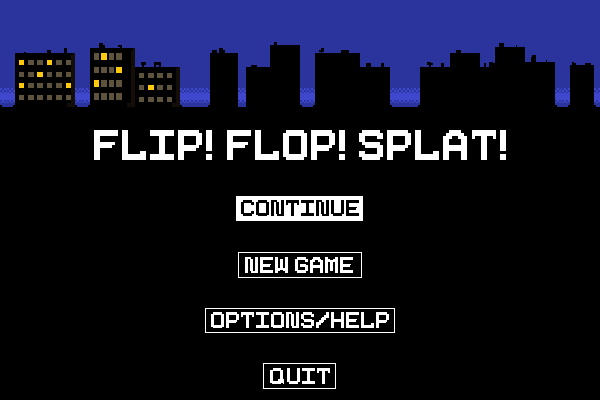 FLIP! FLOP! SPLAT!
CONTINUE
NEW GAME
OPTIONS/HELP
QUIT